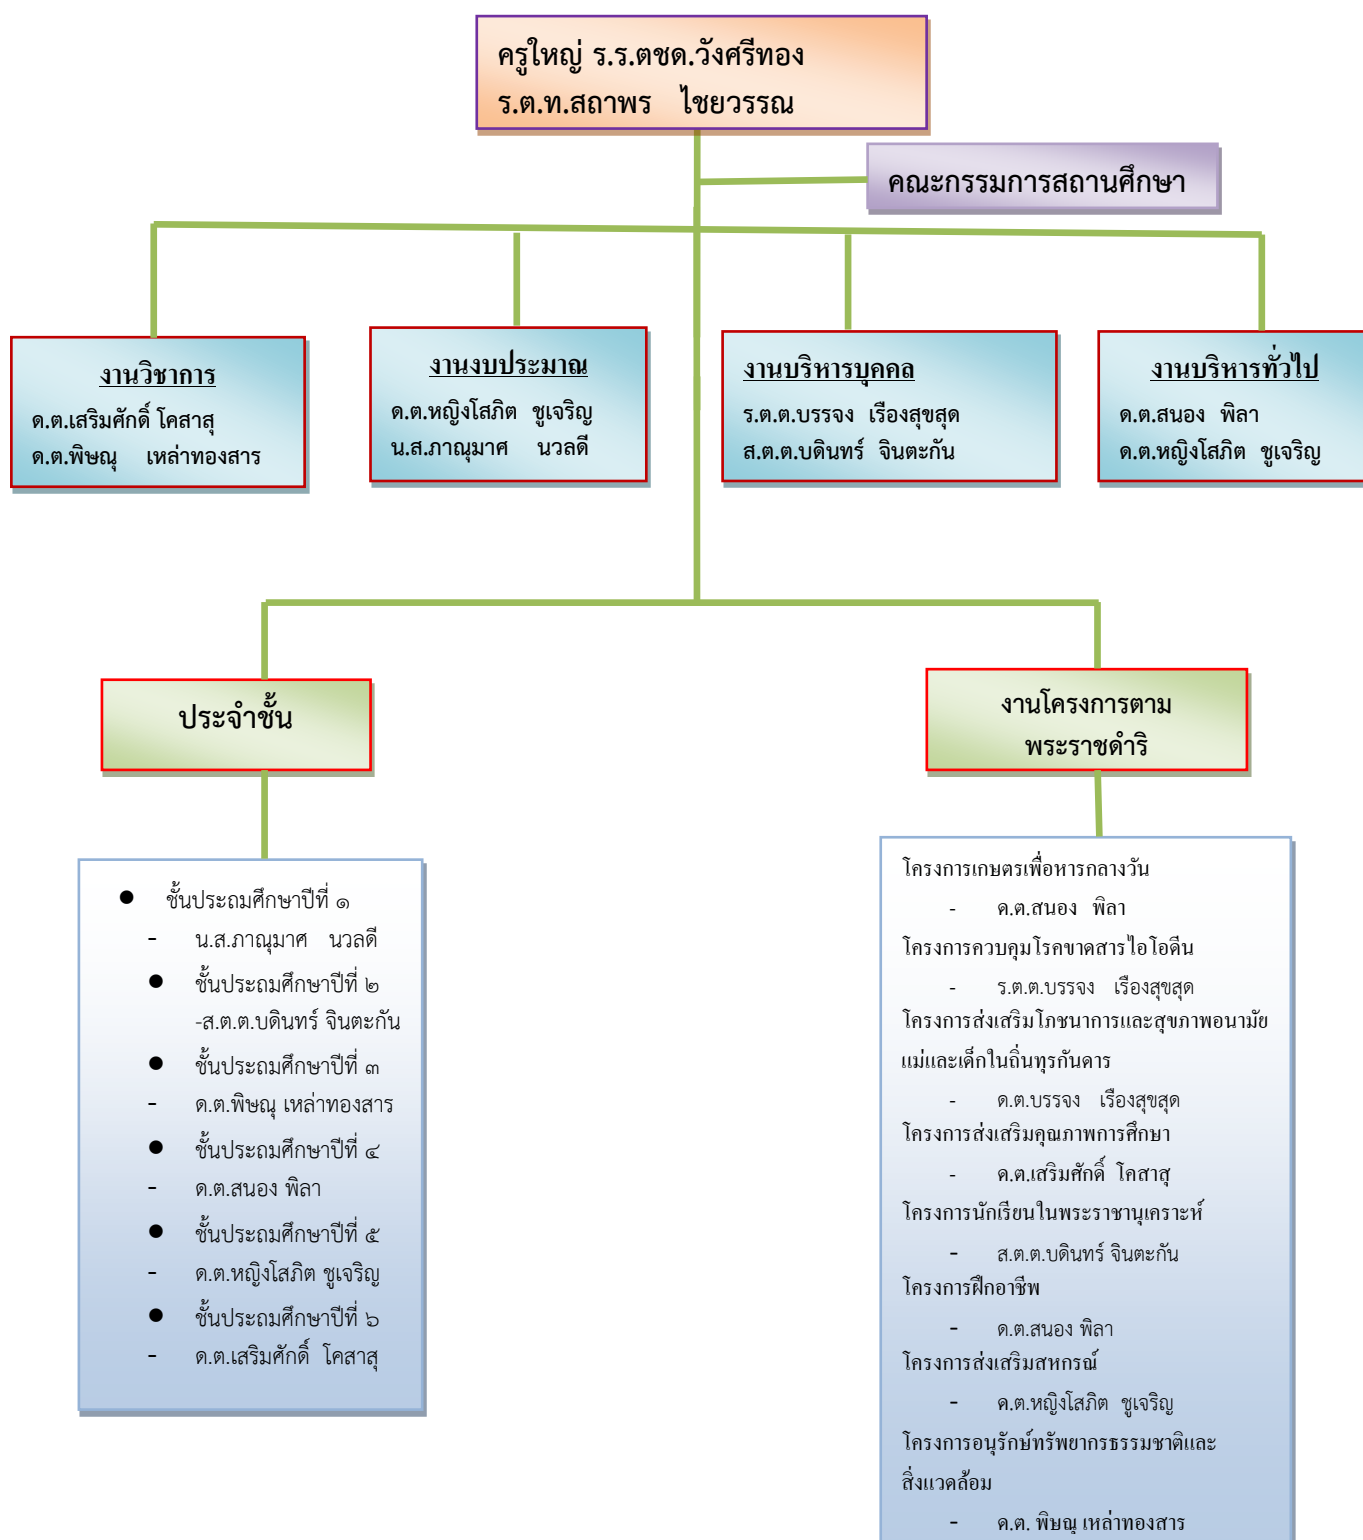 ครูใหญ่ ร.ร.ตชด.วังศรีทอง
ร.ต.ท.สถาพร ไชยวรรณ
คณะกรรมการสถานศึกษา
งานวิชาการ
ด.ต.เสริมศักดิ์ โคสาสุ
ด.ต.พิษณุ เหล่าทองสาร
งานงบประมาณ
ด.ต.หญิงโสภิต ชูเจริญ
น.ส.ภาณุมาศ นวลดี
งานบริหารบุคคล
ร.ต.ต.บรรจง เรืองสุขสุด
ส.ต.ต.บดินทร์ จินตะกัน
งานบริหารทั่วไป
ด.ต.สนอง พิลา
ด.ต.หญิงโสภิต ชูเจริญ
ประจำชั้น
● ชั้นประถมศึกษาปีที่ ๑
- น.ส.ภาณุมาศ นวลดี
● ชั้นประถมศึกษาปีที่ ๒
-ส.ต.ต.บดินทร์ จินตะกัน
● ชั้นประถมศึกษาปีที่ ๓
- ด.ต.พิษณุ เหล่าทองสาร
● ชั้นประถมศึกษาปีที่ ๔
- ด.ต.สนอง พิลา
● ชั้นประถมศึกษาปีที่ ๕
- ด.ต.หญิงโสภิต ชูเจริญ
● ชั้นประถมศึกษาปีที่ ๖
- ด.ต.เสริมศักดิ์ โคสาสุ
งานโครงการตาม
พระราชดำริ
โครงการเกษตรเพื่อหารกลางวัน
- ด.ต.สนอง พิลา
โครงการควบคุมโรคขาดสารไอโอดีน
- ร.ต.ต.บรรจง เรืองสุขสุด
โครงการส่งเสริมโภชนาการและสุขภาพอนามัย
แม่และเด็กในถิ่นทุรกันดาร
- ด.ต.บรรจง เรืองสุขสุด
โครงการส่งเสริมคุณภาพการศึกษา
- ด.ต.เสริมศักดิ์ โคสาสุ
โครงการนักเรียนในพระราชานุเคราะห์
- ส.ต.ต.บดินทร์ จินตะกัน
โครงการฝึกอาชีพ
- ด.ต.สนอง พิลา
โครงการส่งเสริมสหกรณ์
- ด.ต.หญิงโสภิต ชูเจริญ
โครงการอนุรักษ์ทรัพยากรธรรมชาติและ
สิ่งแวดล้อม
- ด.ต. พิษณุ เหล่าทองสาร